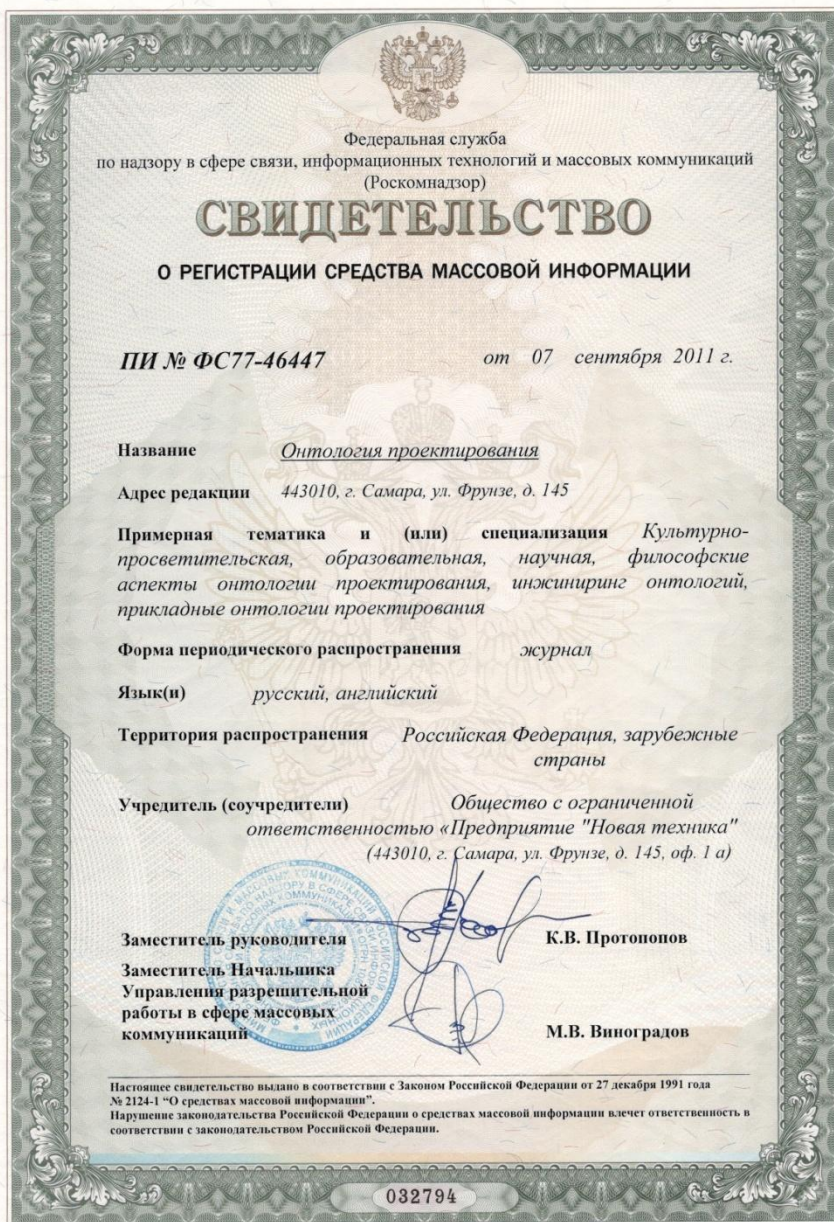 Федеральная служба
по надзору в сфере связи, информационных технологий и массовых коммуникаций
(Роскомнадзор)
СВИДЕТЕЛЬСТВО
О РЕГИСТРАЦИИ СРЕДСТВА МАССОВОЙ ИНФОРМАЦИИ
ПИ № ФС77-46447 от 07 сентября 2011 г.
Название Онтология проектирования
Адрес редакции 443010, г. Самара, ул. Фрунзе, д. 145
Примерная тематика и (или) специализация Культурно-
просветительская, образовательная, научная, философские
аспекты онтологии проектирования, инжиниринг онтологий,
прикладные онтологии проектирования
Форма периодического распространения журнал
Язык(и) русский, английский
Территория распространения Российская Федерация, зарубежные
страны
Учредитель (соучредители) Общество с ограниченной
ответственностью «Предприятие "Новая техника"
(443010, г. Самара, ул. Фрунзе, д. 145, оф. 1 а)
Заместитель руководителя К.В. Протопопов
Заместитель Начальника
Управления разрешительной
работы в сфере массовых
коммуникаций М.В. Виноградов
Настоящее свидетельство выдано в соответствии с Законом Российской Федерации от 27 декабря 1991 года
№ 2124-1 “О средствах массовой информации”.
Нарушение законодательства Российской Федерации о средствах массовой информации влечет ответственность в
соответствии с законодательством Российской Федерации.
032794